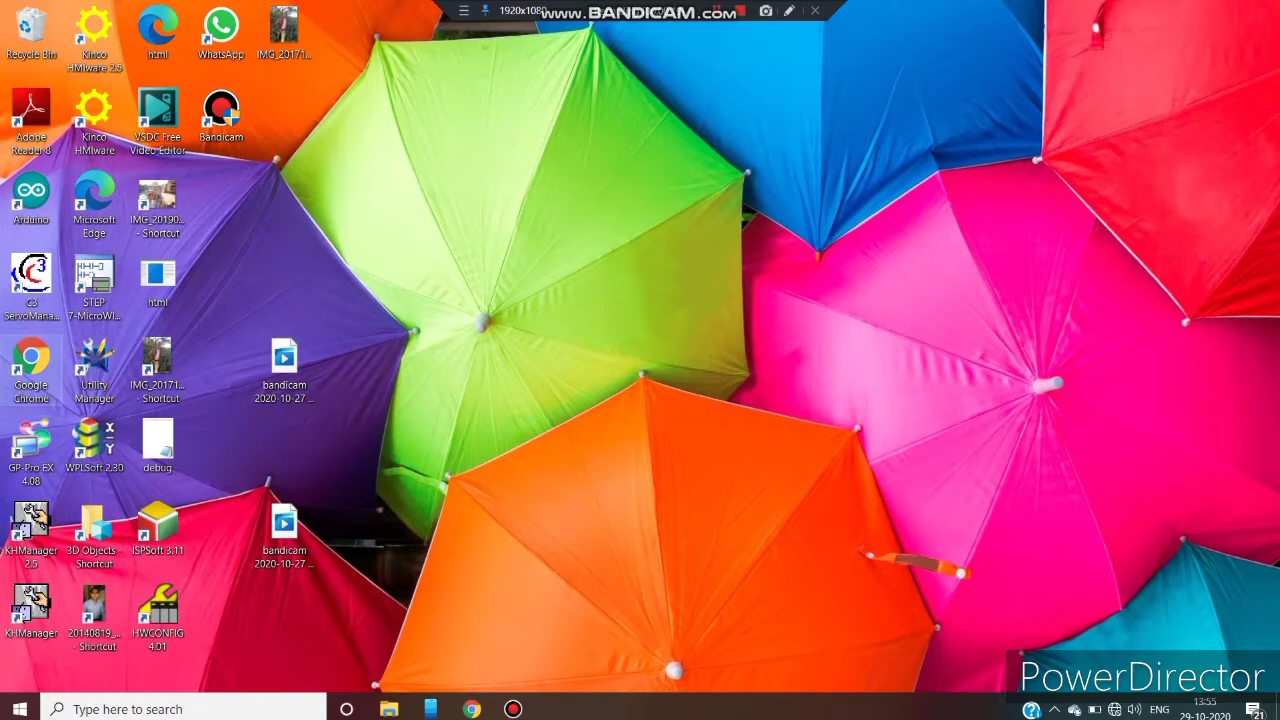 1920x1080
www.BANDICAM.com
Recycle Bin
Kinco
HMIware 2.5
html
WhatsApp
IMG_20171...
Adobe
Reader 8
Kinco
HMIware
VSDC Free
Video Editor
Bandicam
Arduino
Microsoft
Edge
IMG_20190...
- Shortcut
C3
ServoMana...
STEP
7-MicroWI...
html
Google
Chrome
Utility
Manager
IMG_20171...
- Shortcut
bandicam
2020-10-27 ...
GP-Pro EX
4.08
WPLSoft 2.30
debug
KHManager
2.5
3D Objects -
Shortcut
ISPSoft 3.11
bandicam
2020-10-27 ...
KHManager
20140819_...
- Shortcut
HWCONFIG
4.01
PowerDirector
Type here to search
ENG
13:55
29-10-2020
21